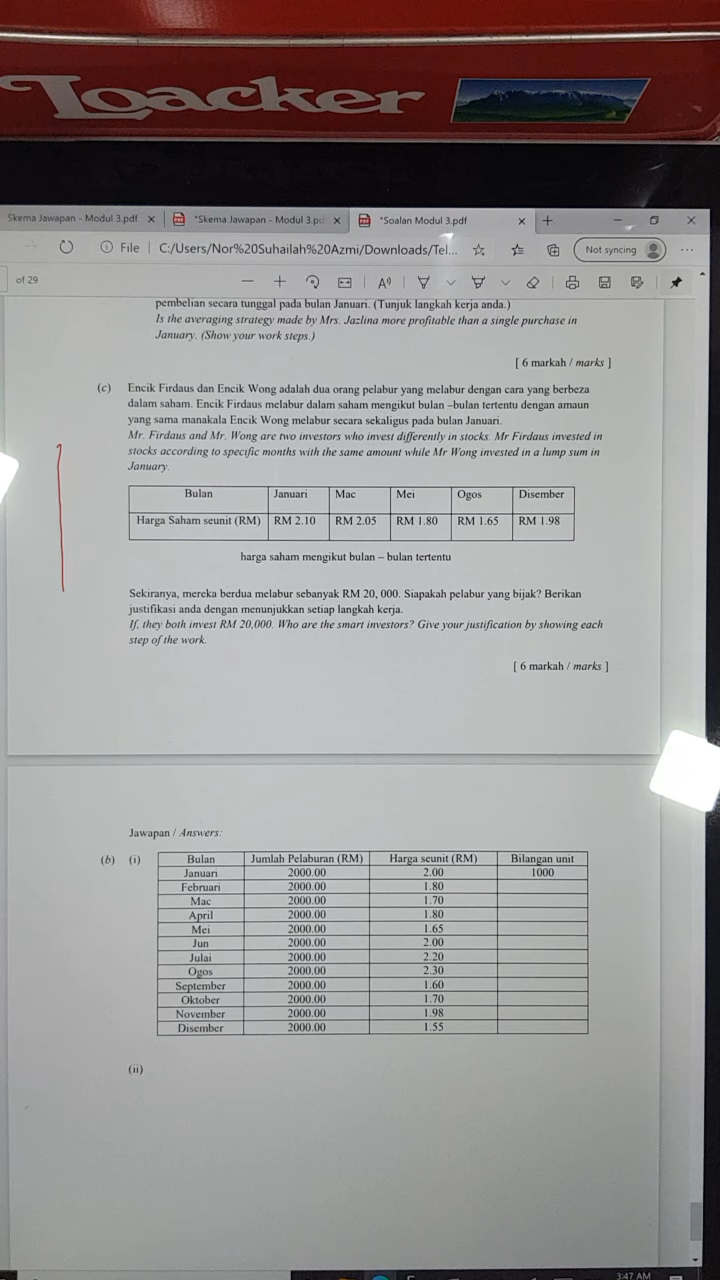 Loacker
Skema Jawapan - Modul 3.pdf
*Skema Jawapan - Modul 3.pd
*Soalan Modul 3.pdf
File
C:/Users/Nor%20Suhailah%20Azmi/Downloads/Tel...
Not syncing
of 29
pembelian secara tunggal pada bulan Januari. (Tunjuk langkah kerja anda.)
Is the averaging strategy made by Mrs. Jazlina more profitable than a single purchase in
January. (Show your work steps.)
[ 6 markah / marks ]
(c) Encik Firdaus dan Encik Wong adalah dua orang pelabur yang melabur dengan cara yang berbeza
dalam saham. Encik Firdaus melabur dalam saham mengikut bulan –bulan tertentu dengan amaun
yang sama manakala Encik Wong melabur secara sekaligus pada bulan Januari.
Mr. Firdaus and Mr. Wong are two investors who invest differently in stocks. Mr Firdaus invested in
stocks according to specific months with the same amount while Mr Wong invested in a lump sum in
January.
Bulan Januari Mac Mei Ogos Disember
Harga Saham seunit (RM) RM 2.10 RM 2.05 RM 1.80 RM 1.65 RM 1.98
harga saham mengikut bulan – bulan tertentu
Sekiranya, mereka berdua melabur sebanyak RM 20, 000. Siapakah pelabur yang bijak? Berikan
justifikasi anda dengan menunjukkan setiap langkah kerja.
If, they both invest RM 20,000. Who are the smart investors? Give your justification by showing each
step of the work.
[ 6 markah / marks ]
Jawapan / Answers:
(b) (i) Bulan Jumlah Pelaburan (RM) Harga seunit (RM) Bilangan unit
Januari 2000.00 2.00 1000
Februari 2000.00 1.80
Mac 2000.00 1.70
April 2000.00 1.80
Mei 2000.00 1.65
Jun 2000.00 2.00
Julai 2000.00 2.20
Ogos 2000.00 2.30
September 2000.00 1.60
Oktober 2000.00 1.70
November 2000.00 1.98
Disember 2000.00 1.55
(ii)
3:47 AM